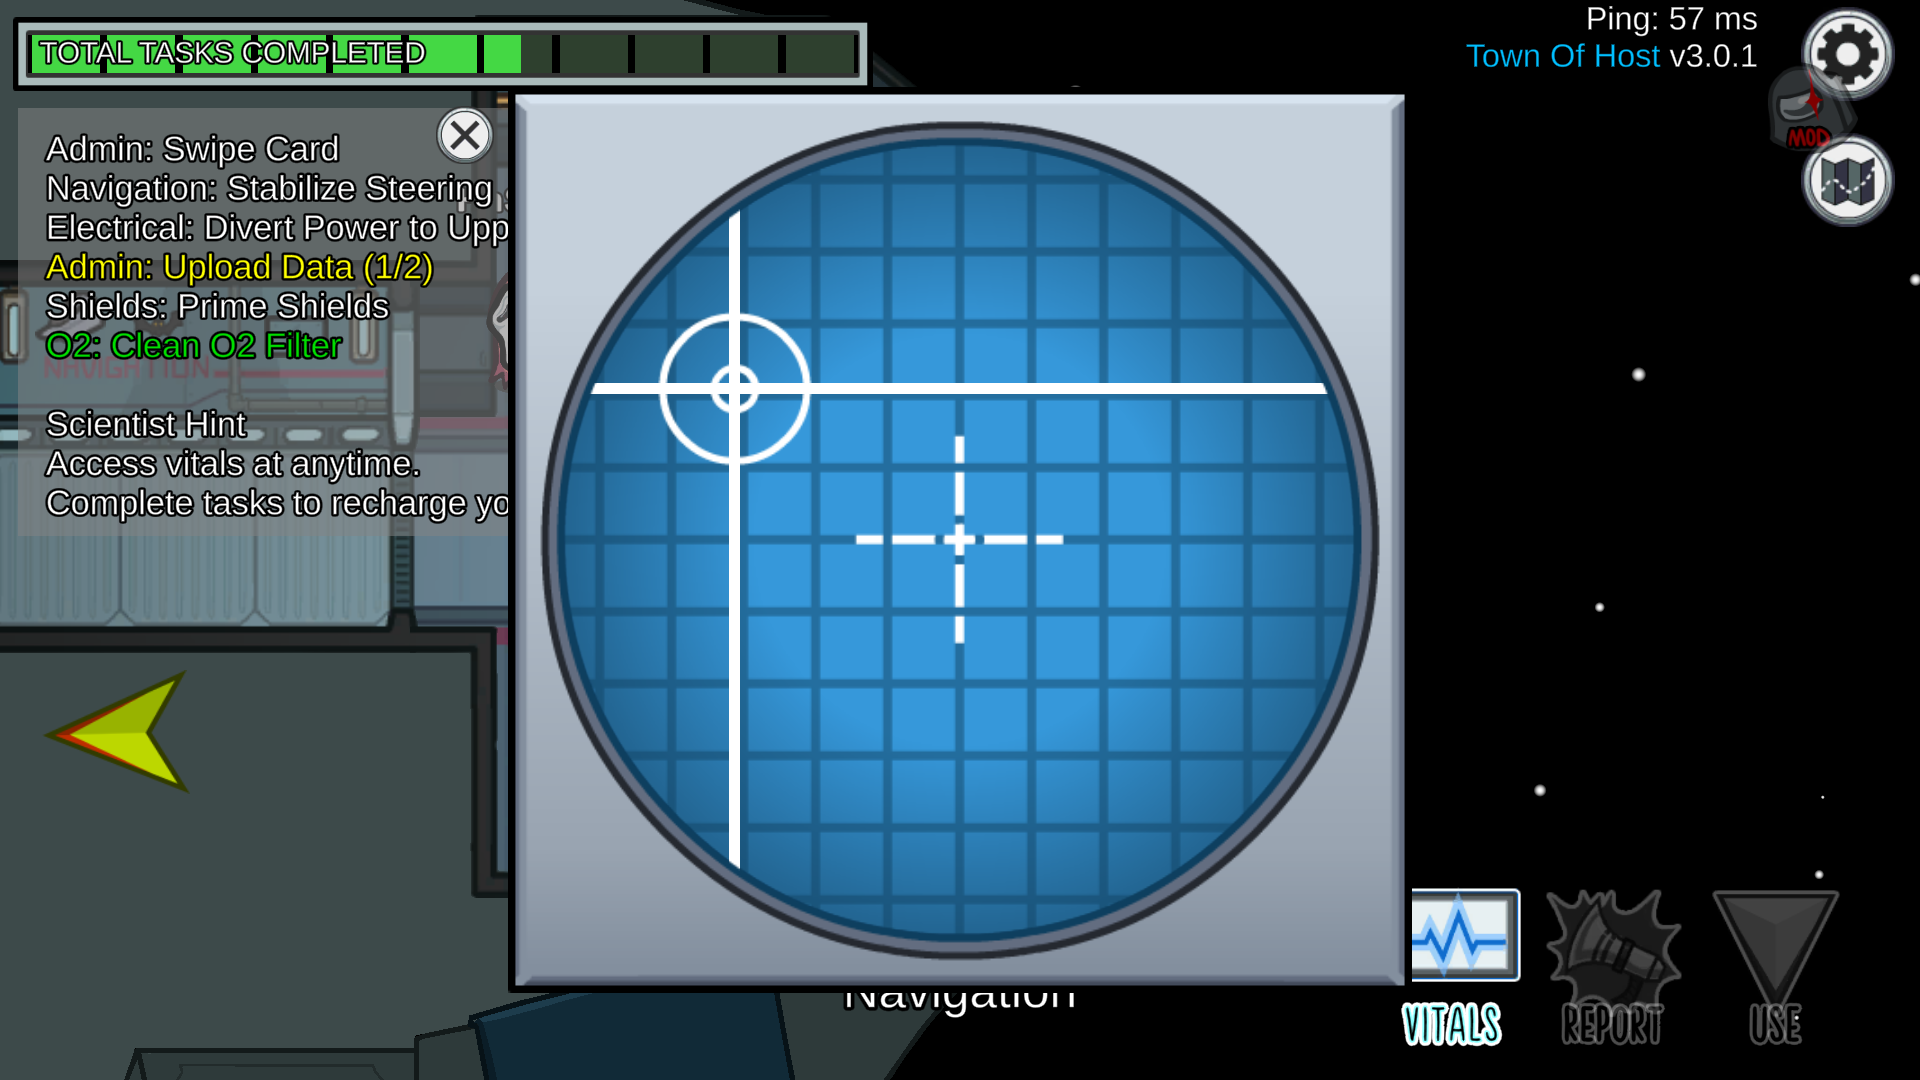 TOTAL TASKS COMPLETED
Ping: 57 ms
Town Of Host v3.0.1
MOD
Admin: Swipe Card
Navigation: Stabilize Steering
Electrical: Divert Power to Upp
Admin: Upload Data (1/2)
Shields: Prime Shields
O2: Clean O2 Filter
NAVIGATION
Scientist Hint
Access vitals at anytime.
Complete tasks to recharge yo
Navigation
VITALS
REPORT
USE